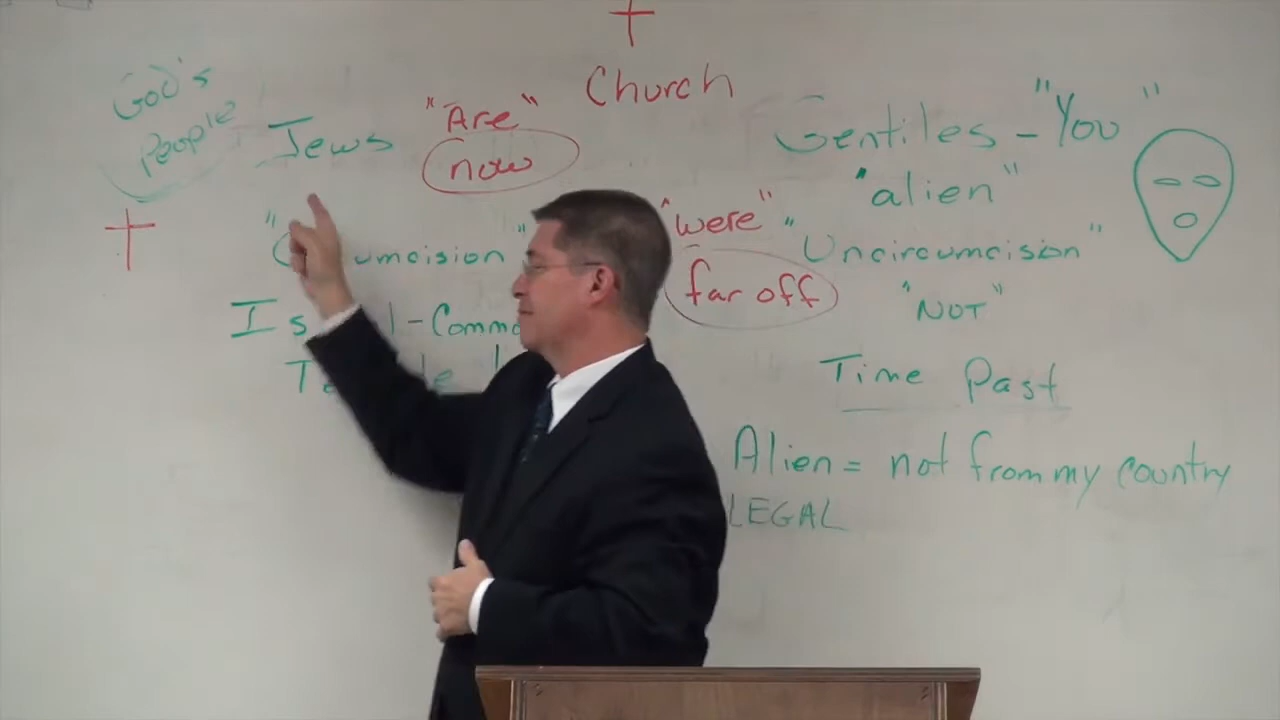 Church
God's
People
Jews
"Are"
now
Gentiles - "You"
"alien"
"were"
far off
"Uncircumcision"
"NOT"
Time Past
Alien = not from my country
LEGAL